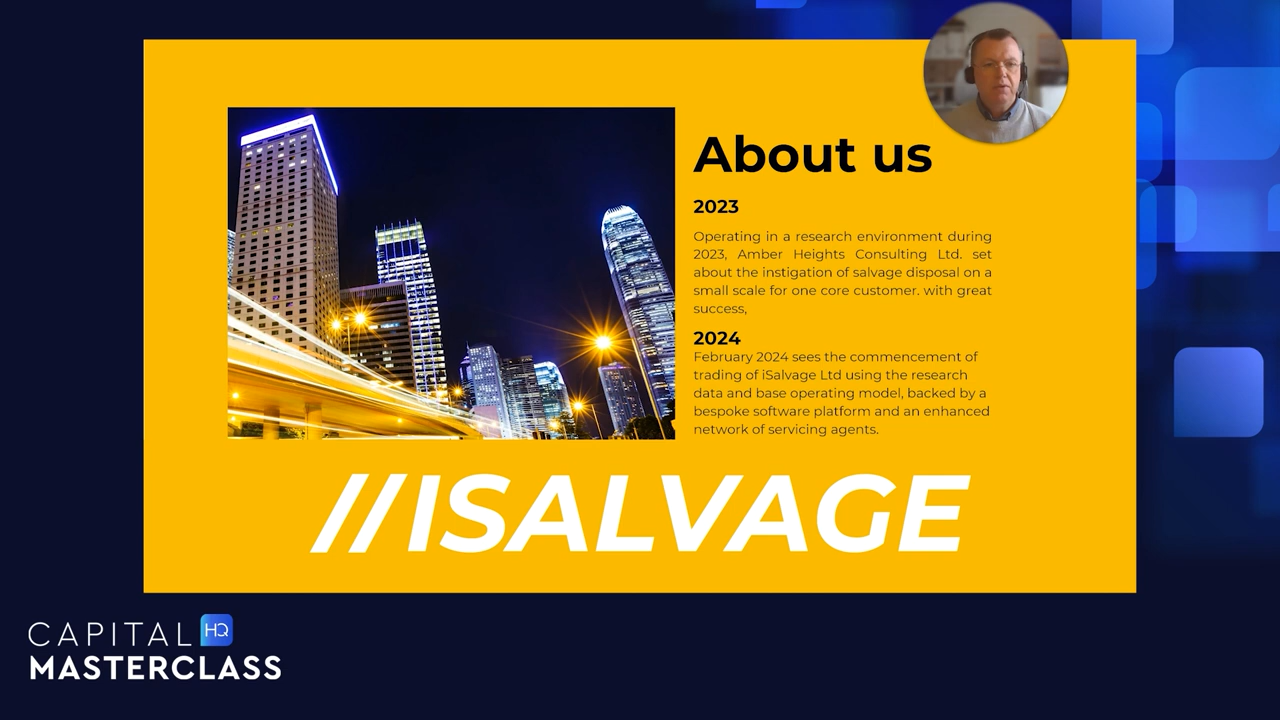 About us
2023
Operating in a research environment during
2023, Amber Heights Consulting Ltd. set
about the instigation of salvage disposal on a
small scale for one core customer. with great
success,
2024
February 2024 sees the commencement of
trading of iSalvage Ltd using the research
data and base operating model, backed by a
bespoke software platform and an enhanced
network of servicing agents.
//ISALVAGE
CAPITAL HQ
MASTERCLASS